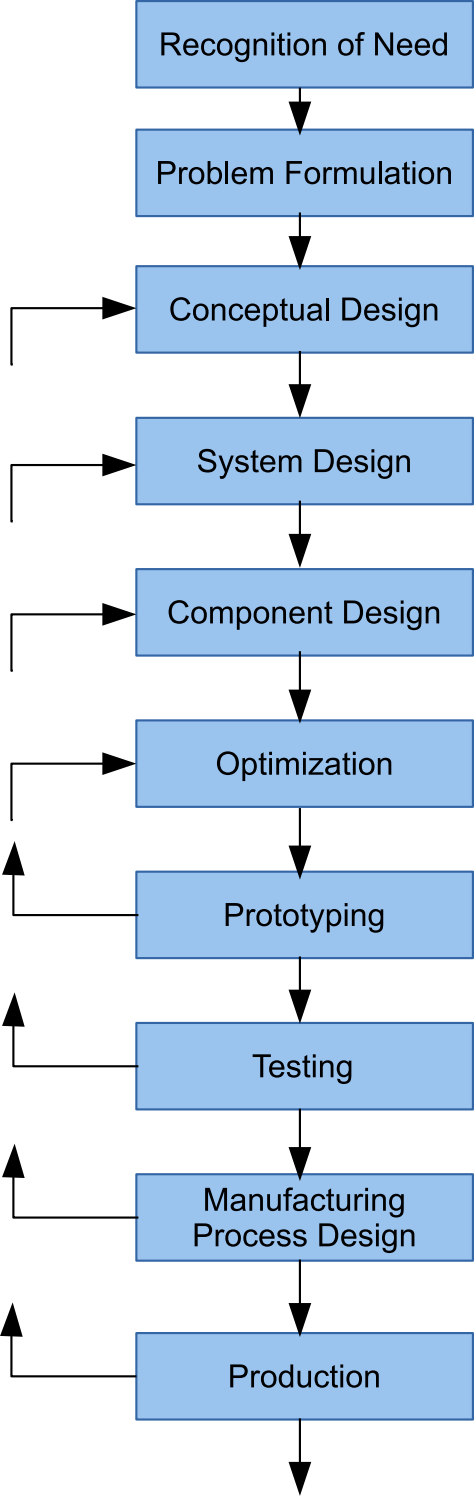 Recognition of Need
Problem Formulation
Conceptual Design
System Design
Component Design
Optimization
Prototyping
Testing
Manufacturing
Process Design
Production